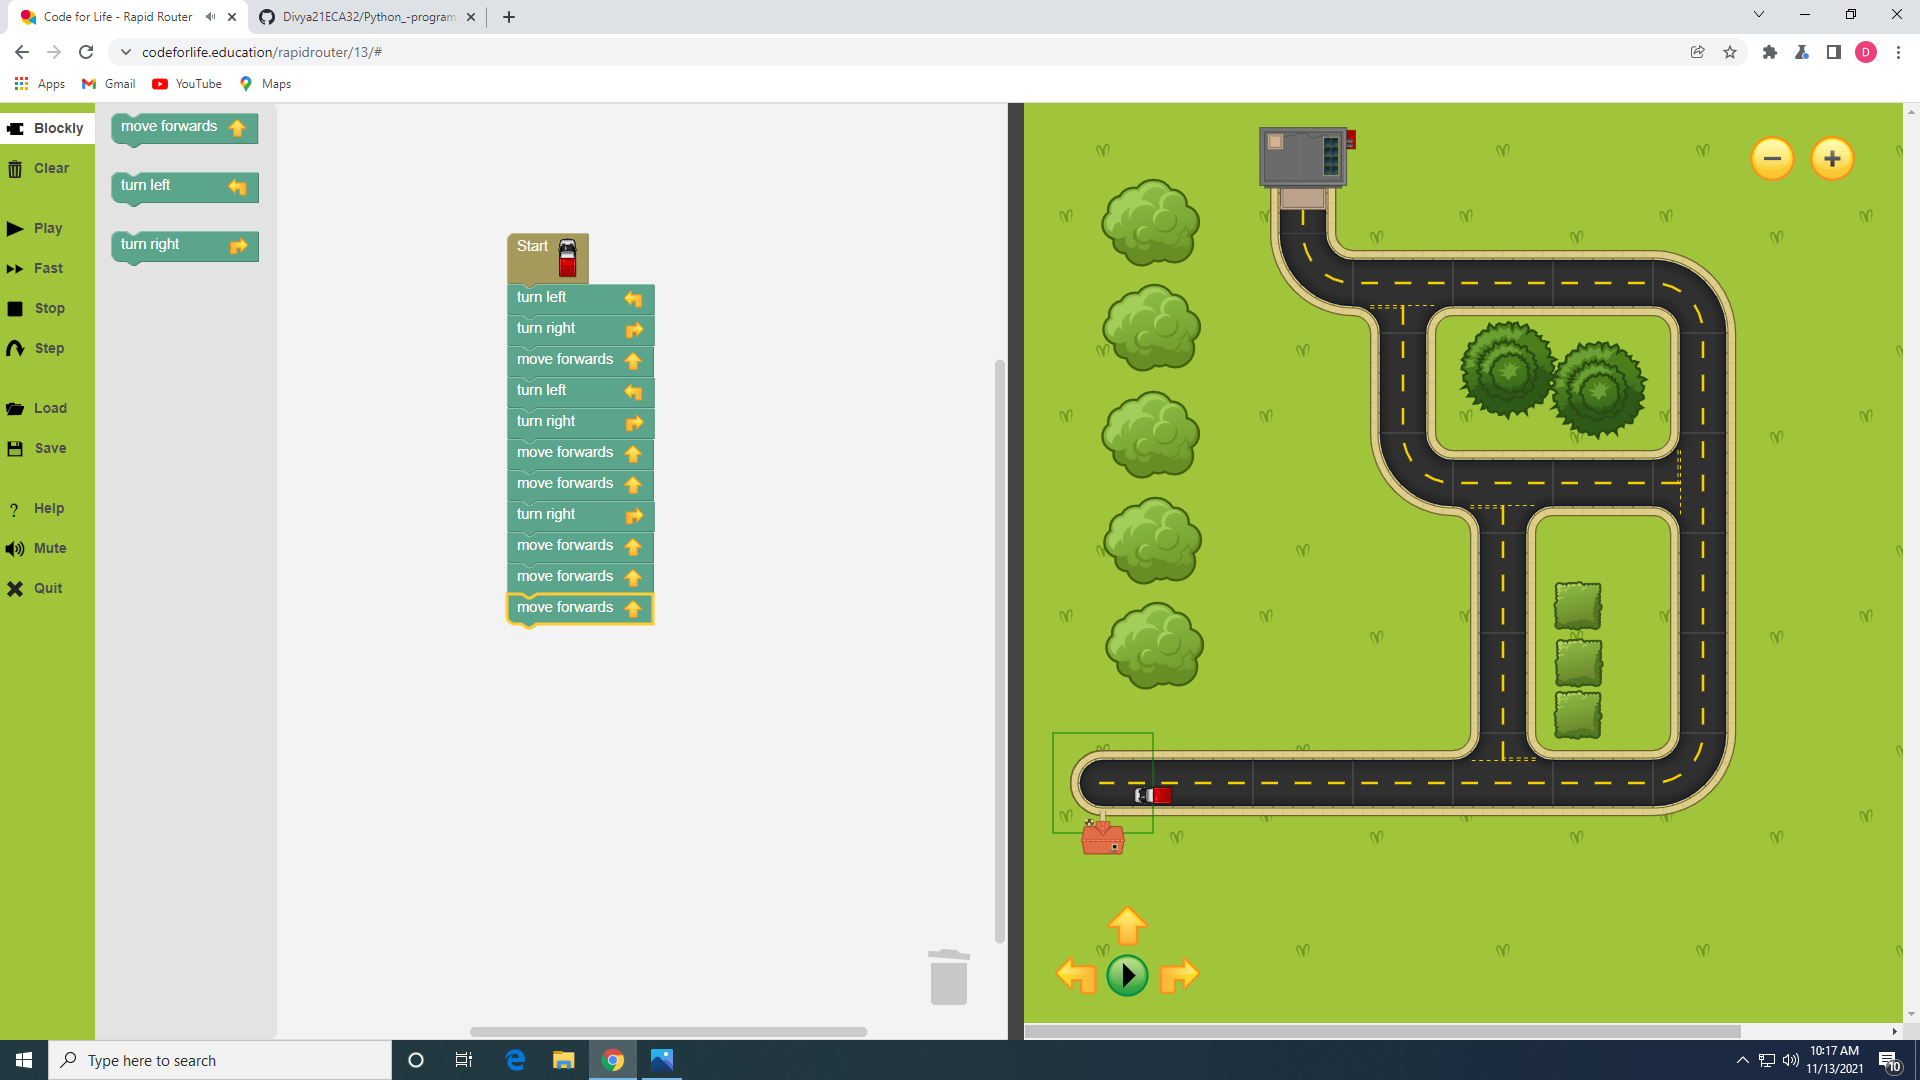 Code for Life - Rapid Router
Divya21ECA32/Python_-program
codeforlife.education/rapidrouter/13/#
D
Apps
Gmail
YouTube
Maps
Blockly
Clear
Play
Fast
Stop
Step
Load
Save
? Help
Mute
Quit
move forwards
turn left
turn right
Start
turn left
turn right
move forwards
turn left
turn right
move forwards
move forwards
turn right
move forwards
move forwards
move forwards
Type here to search
10:17 AM
11/13/2021
10